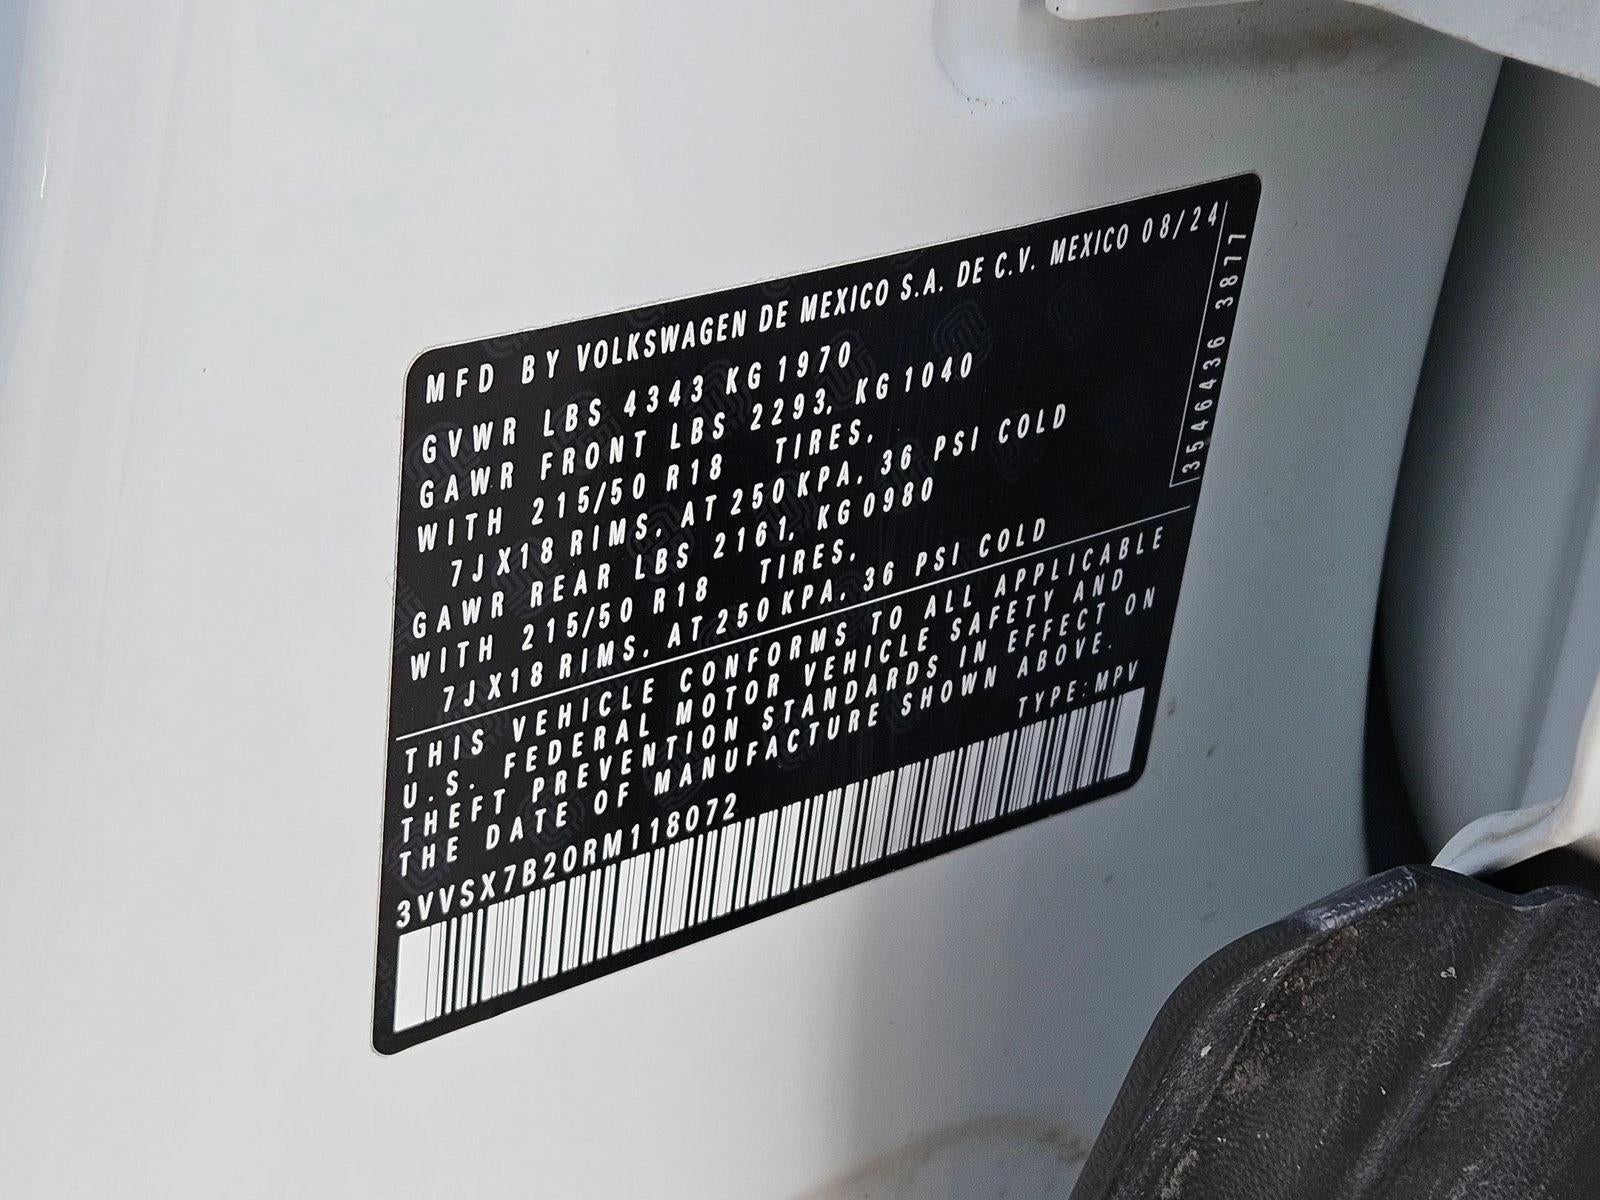 MFD BY VOLKSWAGEN DE MEXICO S.A. DE C.V. MEXICO 08/24
GVWR LBS 4343 KG 1970
GAWR FRONT LBS 2293, KG 1040
WITH 215/50 R18 TIRES,
7JX18 RIMS, AT 250 KPA, 36 PSI COLD
GAWR REAR LBS 2161, KG 0980
WITH 215/50 R18 TIRES,
7JX18 RIMS, AT 250 KPA, 36 PSI COLD
3546436 3877
THIS VEHICLE CONFORMS TO ALL APPLICABLE
U.S. FEDERAL MOTOR VEHICLE SAFETY AND
THEFT PREVENTION STANDARDS IN EFFECT ON
THE DATE OF MANUFACTURE SHOWN ABOVE.
TYPE: MPV
3VVSX7B20RM118072